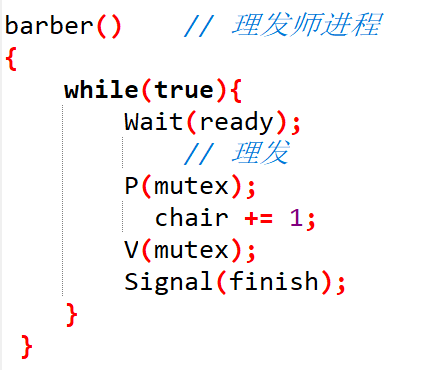 barber()    // 理发师进程
{
    while(true){
        Wait(ready);
            // 理发
        P(mutex);
          chair += 1;
        V(mutex);
        Signal(finish);
    }
 }